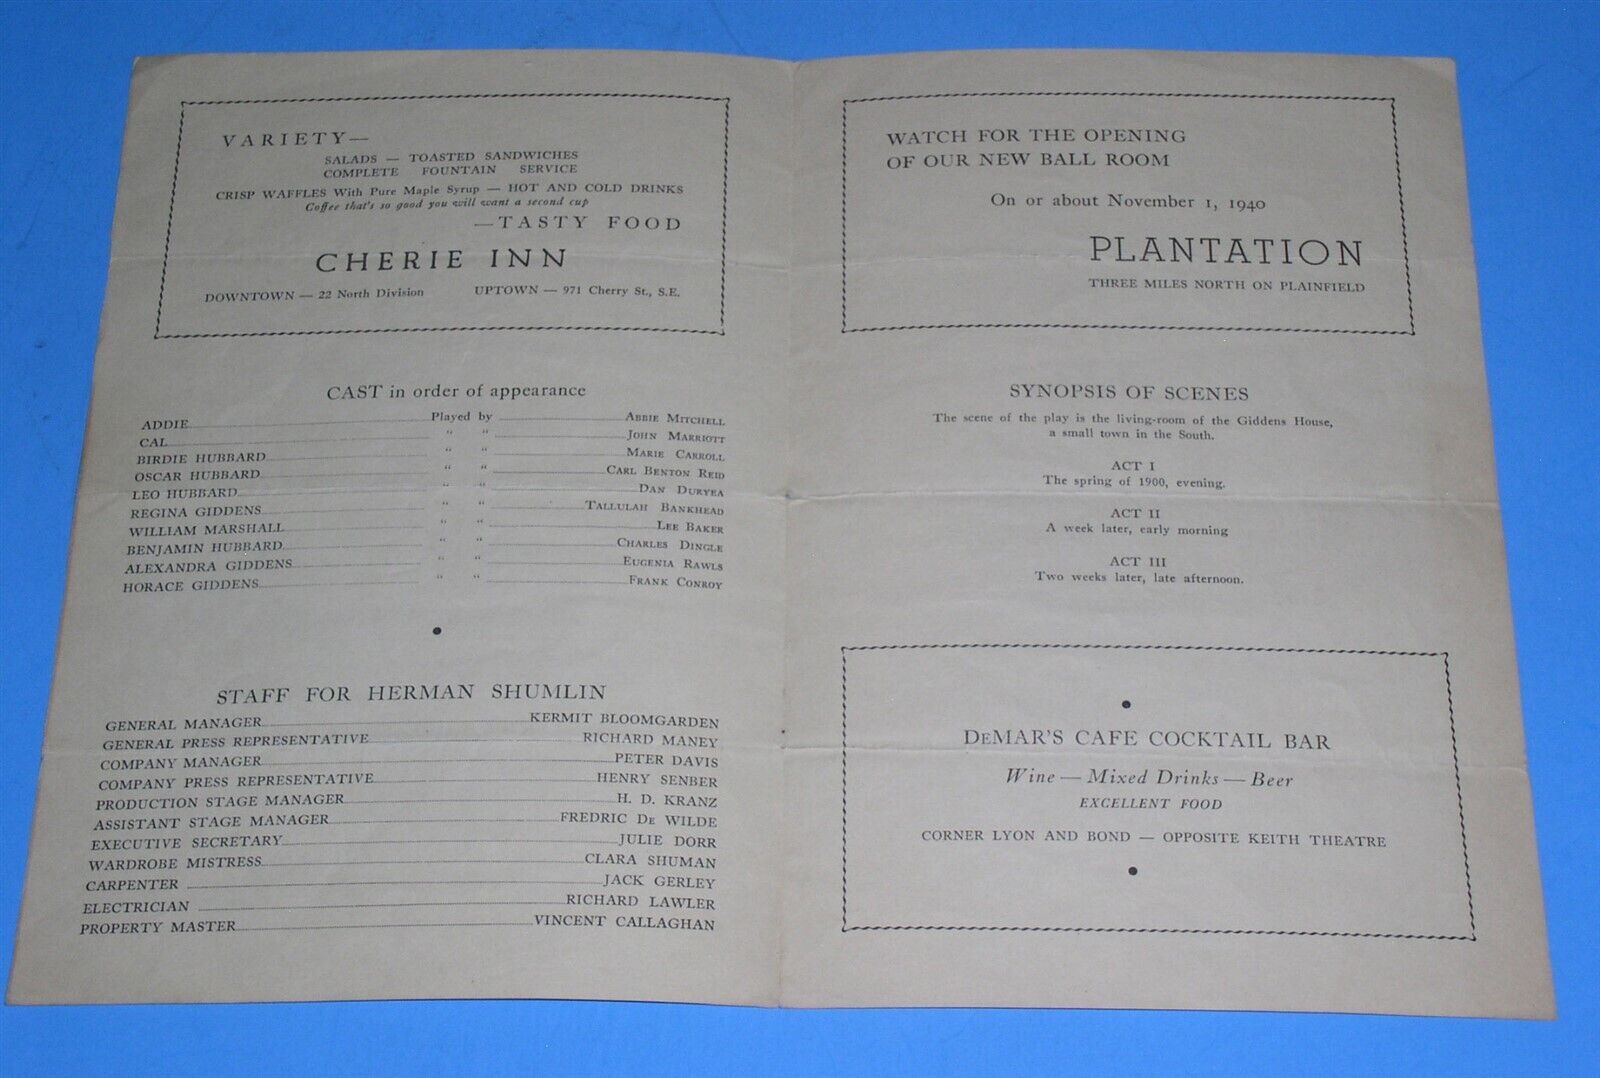 VARIETY—
SALADS — TOASTED SANDWICHES
COMPLETE FOUNTAIN SERVICE
CRISP WAFFLES With Pure Maple Syrup — HOT AND COLD DRINKS
Coffee that's so good you will want a second cup
—TASTY FOOD
CHERIE INN
DOWNTOWN — 22 North Division UPTOWN — 971 Cherry St., S.E.
CAST in order of appearance
ADDIE Played by ABBIE MITCHELL
CAL " " JOHN MARRIOTT
BIRDIE HUBBARD " " MARIE CARROLL
OSCAR HUBBARD " " CARL BENTON REID
LEO HUBBARD " " DAN DURYEA
REGINA GIDDENS " " TALLULAH BANKHEAD
WILLIAM MARSHALL " " LEE BAKER
BENJAMIN HUBBARD " " CHARLES DINGLE
ALEXANDRA GIDDENS " " EUGENIA RAWLS
HORACE GIDDENS " " FRANK CONROY
STAFF FOR HERMAN SHUMLIN
GENERAL MANAGER KERMIT BLOOMGARDEN
GENERAL PRESS REPRESENTATIVE RICHARD MANEY
COMPANY MANAGER PETER DAVIS
COMPANY PRESS REPRESENTATIVE HENRY SENBER
PRODUCTION STAGE MANAGER H. D. KRANZ
ASSISTANT STAGE MANAGER FREDRIC DE WILDE
EXECUTIVE SECRETARY JULIE DORR
WARDROBE MISTRESS CLARA SHUMAN
CARPENTER JACK GERLEY
ELECTRICIAN RICHARD LAWLER
PROPERTY MASTER VINCENT CALLAGHAN
WATCH FOR THE OPENING
OF OUR NEW BALL ROOM
On or about November 1, 1940
PLANTATION
THREE MILES NORTH ON PLAINFIELD
SYNOPSIS OF SCENES
The scene of the play is the living-room of the Giddens House,
a small town in the South.
ACT I
The spring of 1900, evening.
ACT II
A week later, early morning
ACT III
Two weeks later, late afternoon.
DEMAR'S CAFE COCKTAIL BAR
Wine — Mixed Drinks — Beer
EXCELLENT FOOD
CORNER LYON AND BOND — OPPOSITE KEITH THEATRE